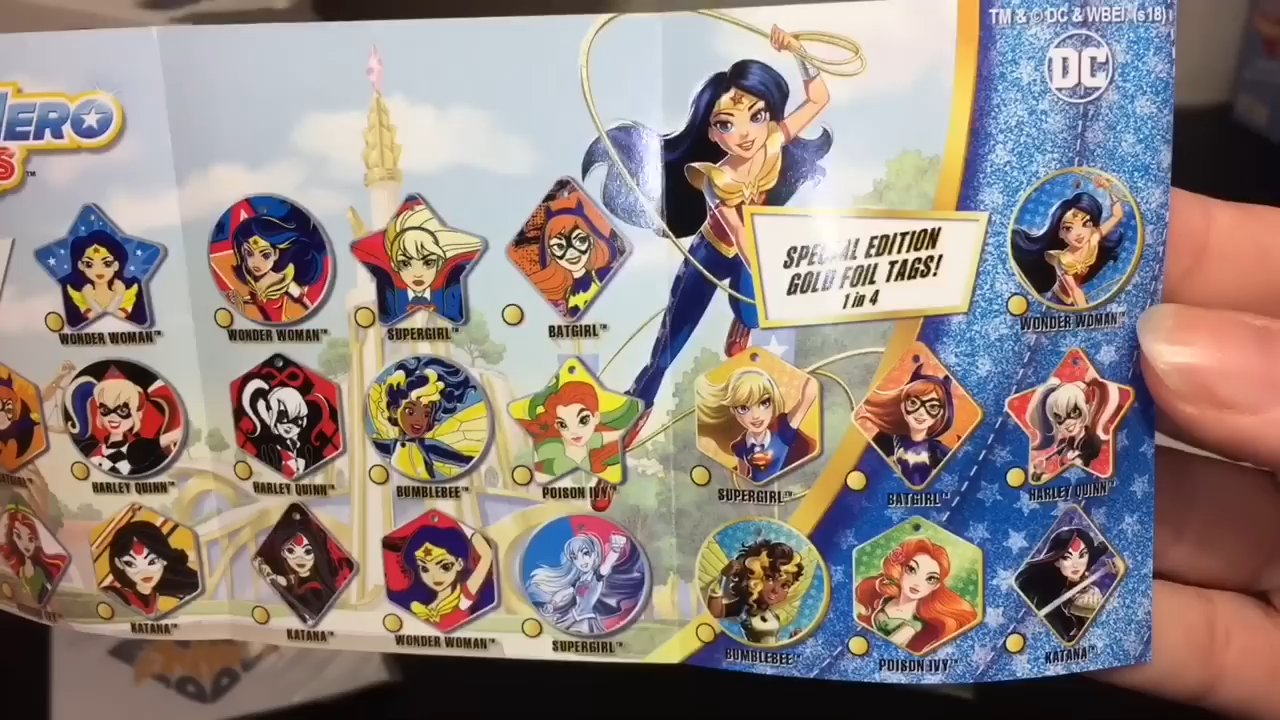 TM & © DC & WBEI. (s18)
DC
HERO
S™
SPECIAL EDITION
GOLD FOIL TAGS!
1 in 4
WONDER WOMAN™
WONDER WOMAN™
SUPERGIRL™
BATGIRL™
WONDER WOMAN™
HARLEY QUINN™
HARLEY QUINN™
BUMBLEBEE™
POISON IVY™
SUPERGIRL™
BATGIRL™
HARLEY QUINN™
KATANA™
KATANA™
WONDER WOMAN™
SUPERGIRL™
BUMBLEBEE™
POISON IVY™
KATANA™